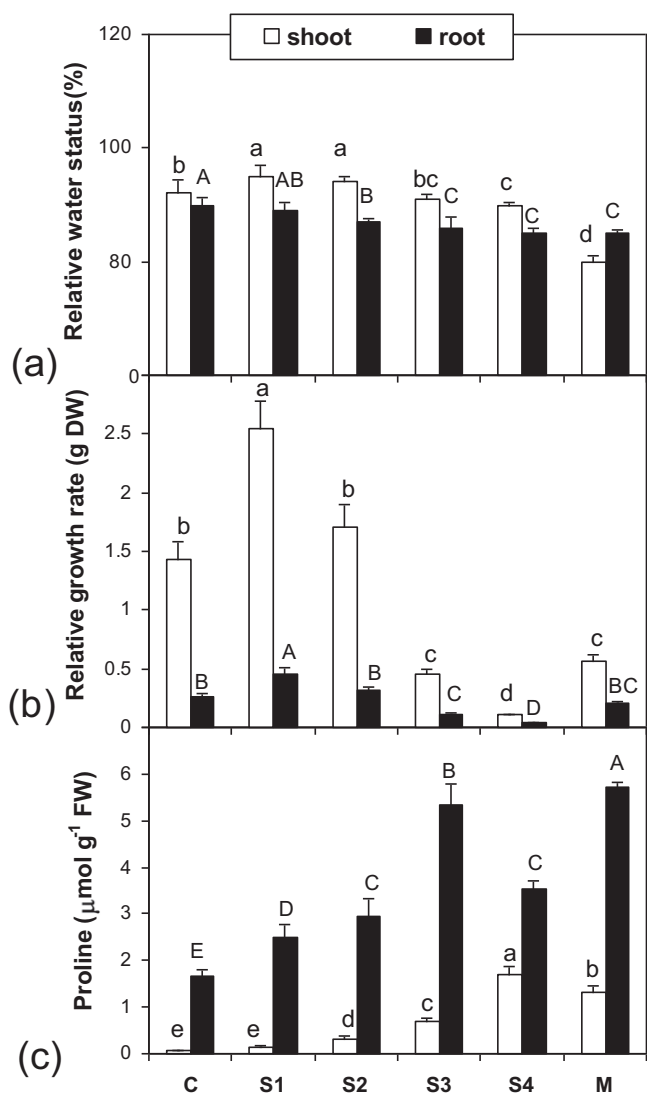 shoot root
Relative water status(%)
120
100
80
0
b A a AB a B bc C c C d C
(a)
Relative growth rate (g DW)
2.5
2
1.5
1
0.5
0
b B a A b B c C d D c BC
(b)
Proline (μmol g⁻¹ FW)
6
5
4
3
2
1
0
e E e D d C c B a C b A
(c)
C S1 S2 S3 S4 M